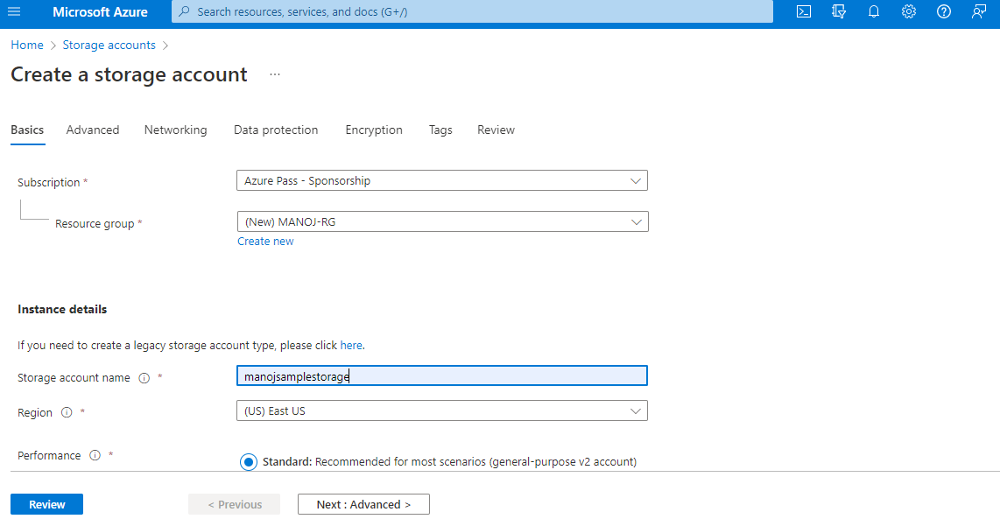 Microsoft Azure Search resources, services, and docs (G+/)
Home > Storage accounts >
Create a storage account ...
Basics Advanced Networking Data protection Encryption Tags Review
Subscription * Azure Pass - Sponsorship
Resource group * (New) MANOJ-RG
Create new
Instance details
If you need to create a legacy storage account type, please click here.
Storage account name * manojsamplestorage
Region * (US) East US
Performance * Standard: Recommended for most scenarios (general-purpose v2 account)
Review < Previous Next : Advanced >